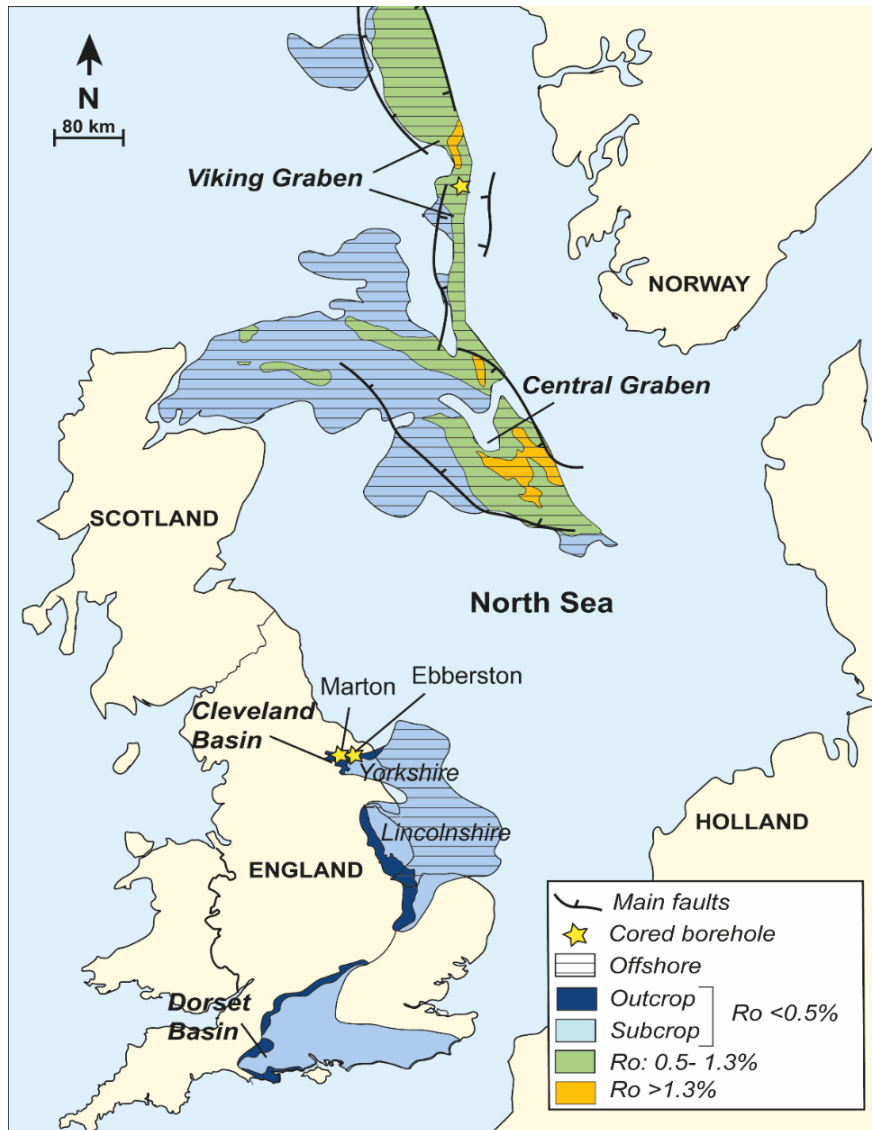 N
80 km
Viking Graben
NORWAY
Central Graben
SCOTLAND
North Sea
Marton
Ebberston
Cleveland
Basin
Yorkshire
Lincolnshire
HOLLAND
ENGLAND
Dorset
Basin
Main faults
Cored borehole
Offshore
Outcrop
Subcrop
Ro <0.5%
Ro: 0.5- 1.3%
Ro >1.3%